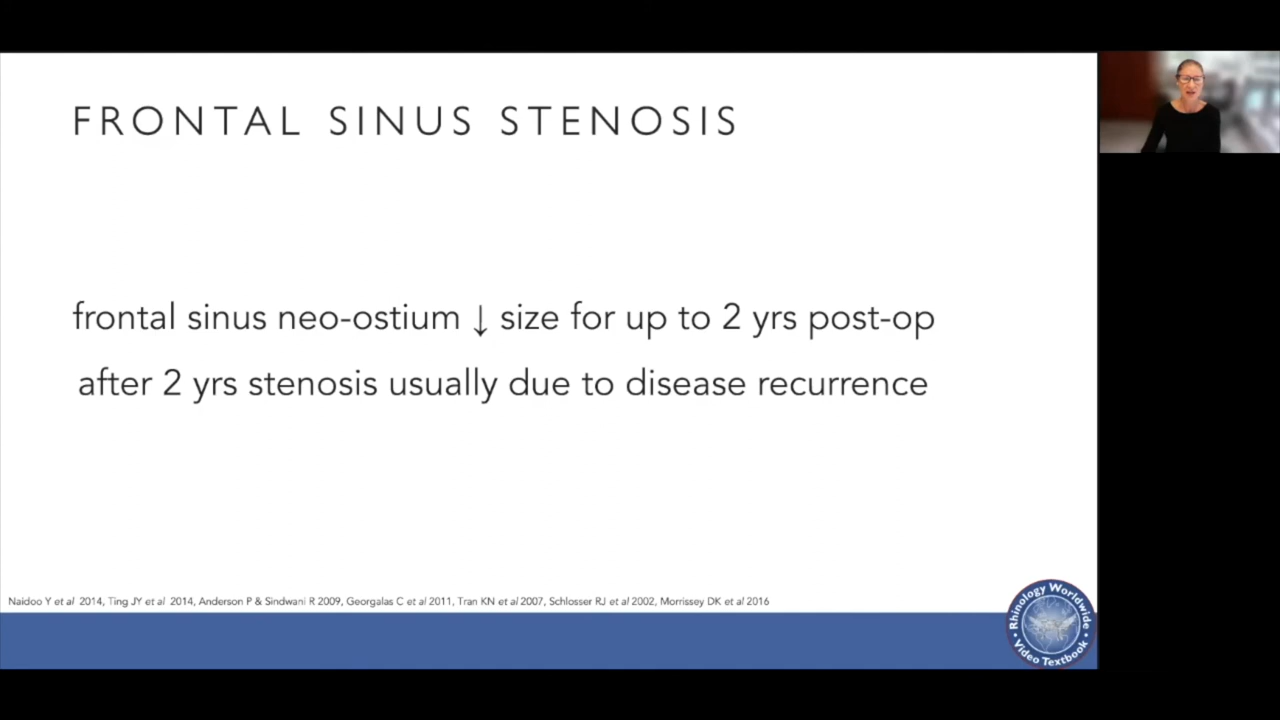 FRONTAL SINUS STENOSIS
frontal sinus neo-ostium ↓ size for up to 2 yrs post-op
after 2 yrs stenosis usually due to disease recurrence
Naidoo Y et al 2014, Ting JY et al 2014, Anderson P & Sindwani R 2009, Georgalas C et al 2011, Tran KN et al 2007, Schlosser RJ et al 2002, Morrissey DK et al 2016
Rhinology Worldwide
Video Textbook